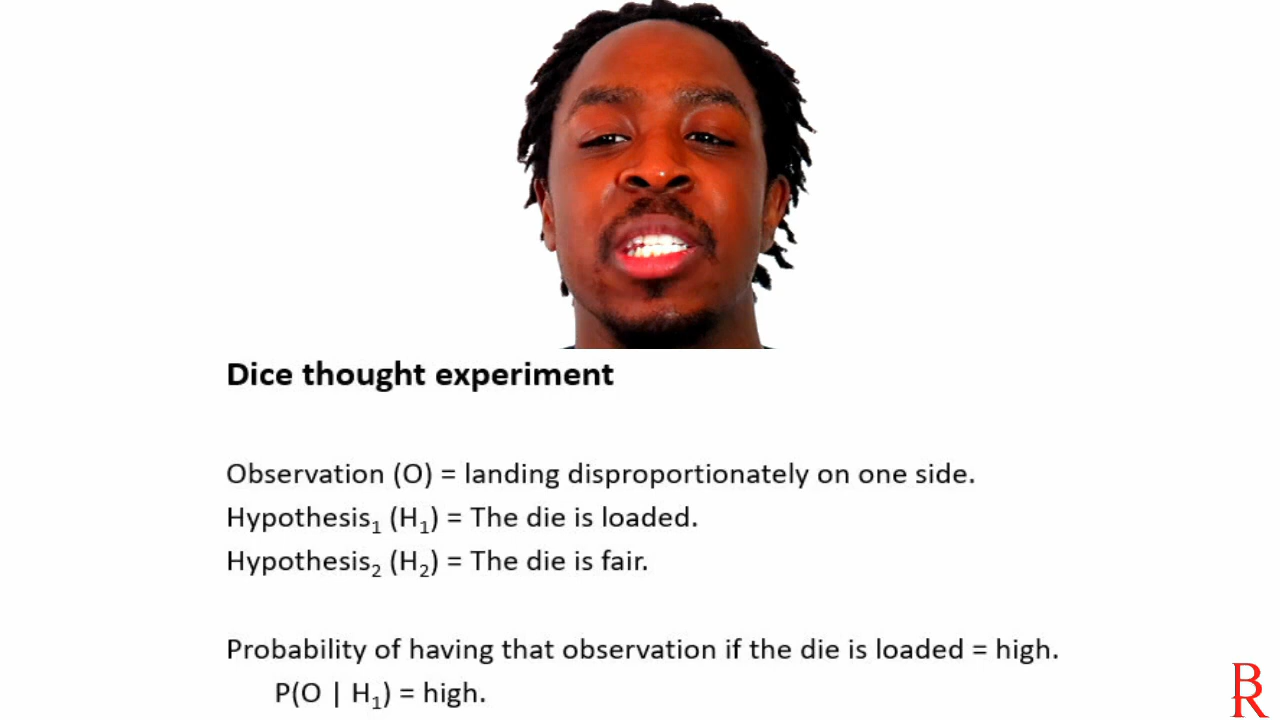 Dice thought experiment
Observation (O) = landing disproportionately on one side.
Hypothesis₁ (H₁) = The die is loaded.
Hypothesis₂ (H₂) = The die is fair.
Probability of having that observation if the die is loaded = high.
P(O | H₁) = high.
BR